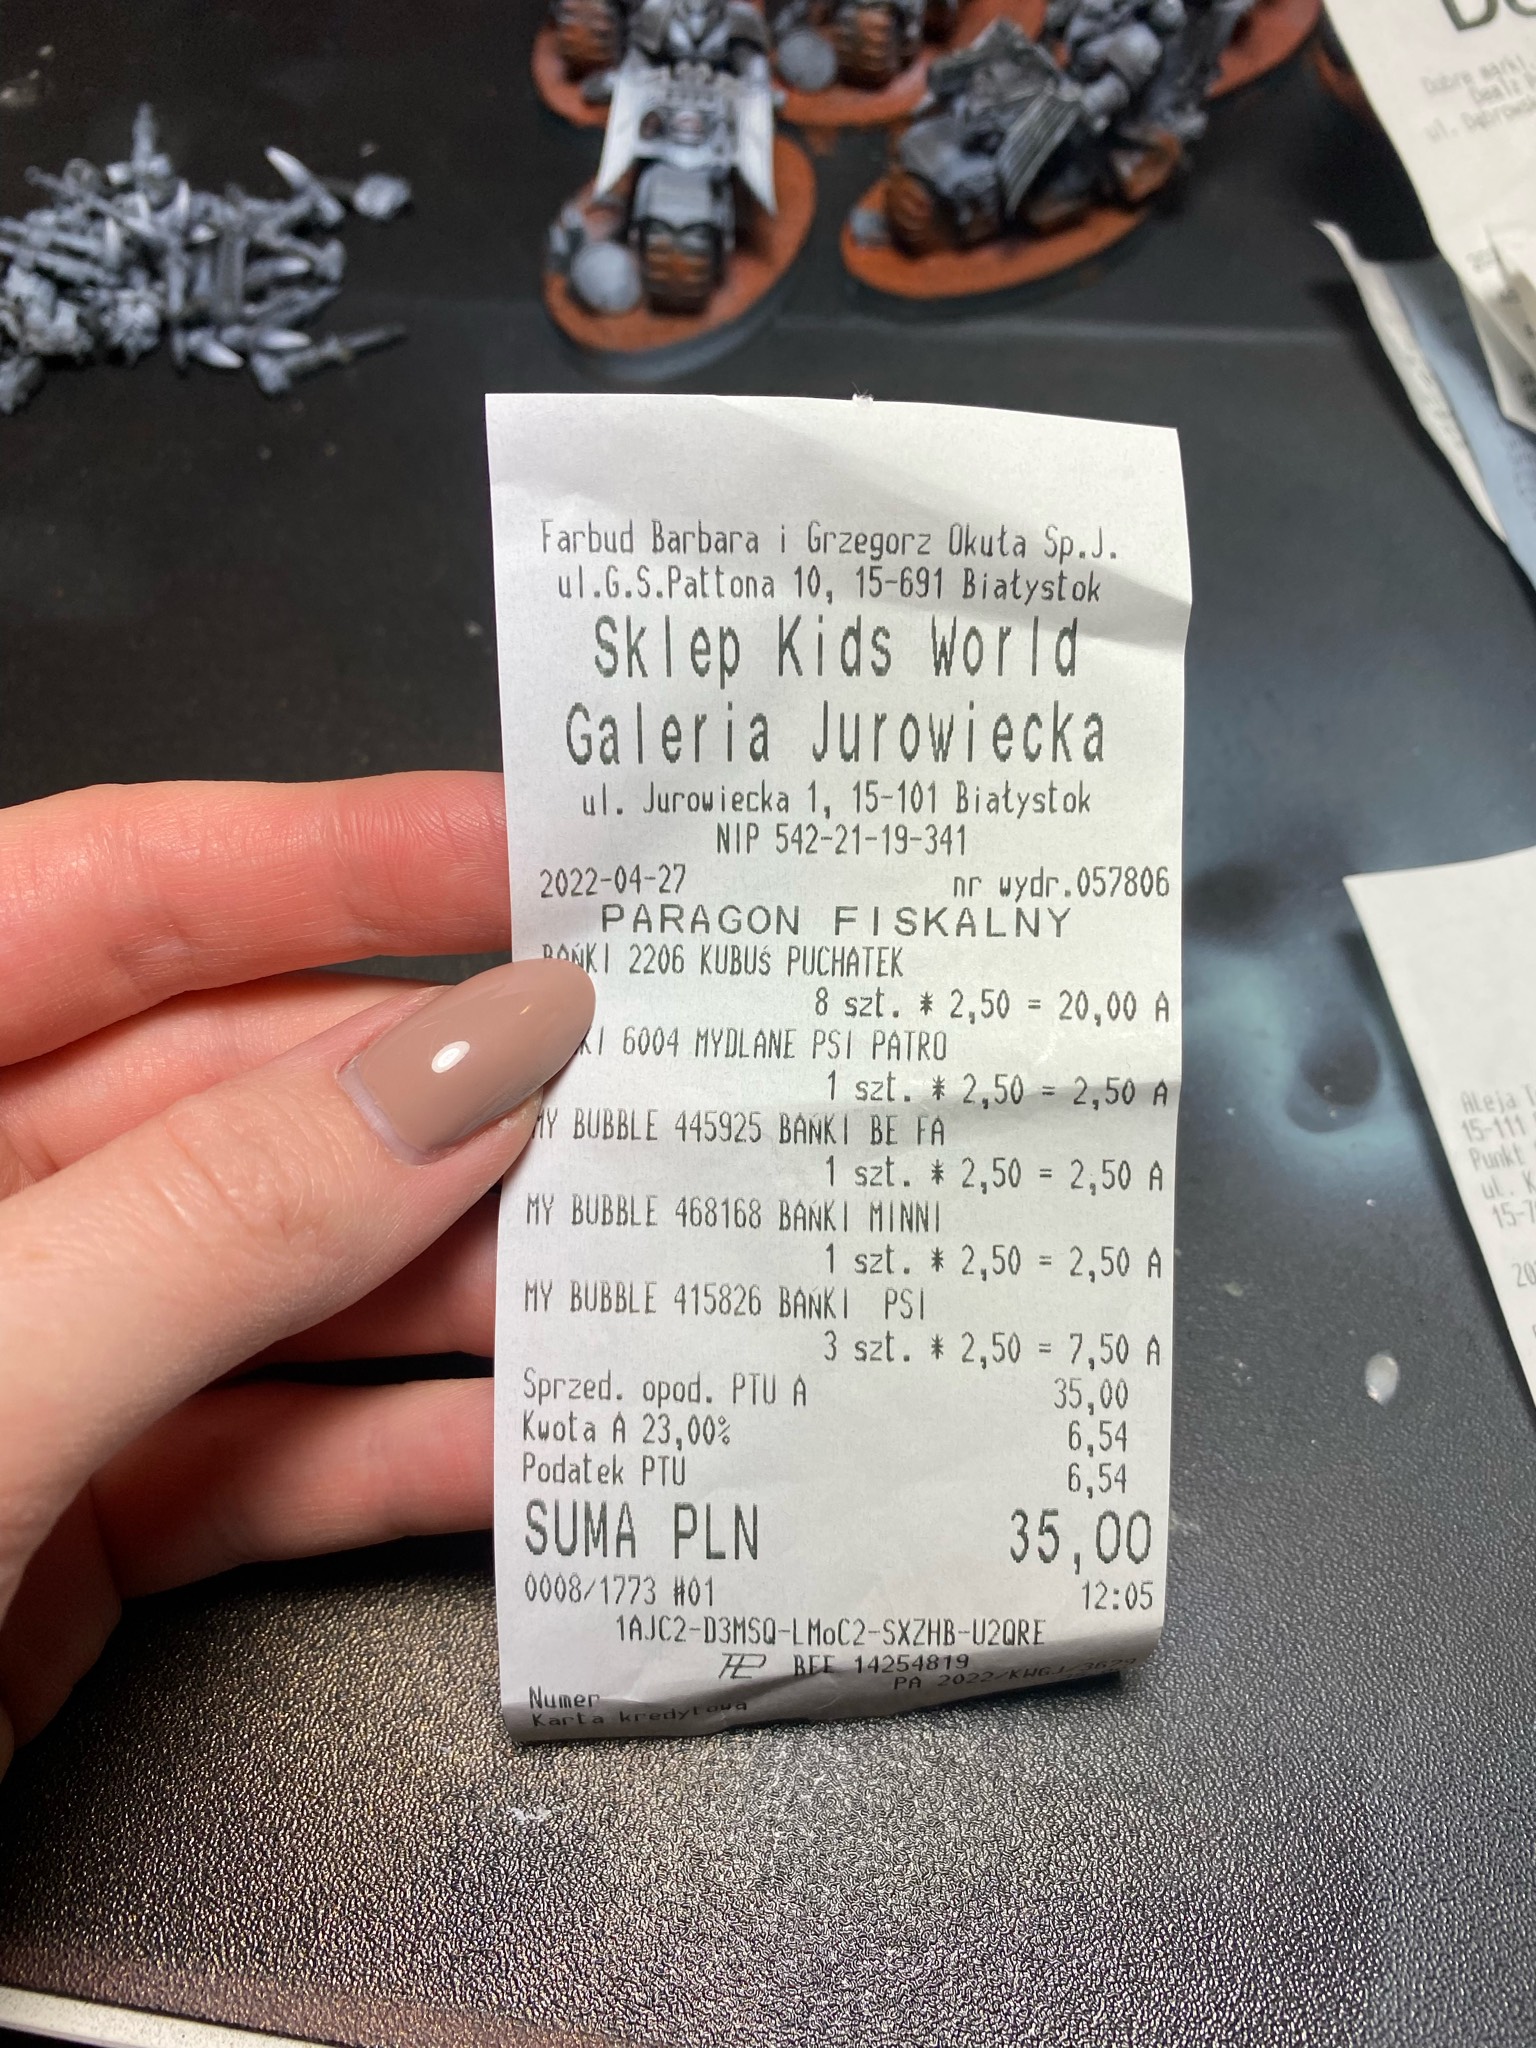 Farbud Barbara i Grzegorz Okuła Sp.J.
ul.G.S.Pattona 10, 15-691 Białystok
Sklep Kids World
Galeria Jurowiecka
ul. Jurowiecka 1, 15-101 Białystok
NIP 542-21-19-341
2022-04-27 nr wydr.057806
PARAGON FISKALNY
BAŃKI 2206 KUBUŚ PUCHATEK
8 szt. * 2,50 = 20,00 A
6004 MYDLANE PSI PATRO
1 szt. * 2,50 = 2,50 A
MY BUBBLE 445925 BAŃKI BE FA
1 szt. * 2,50 = 2,50 A
MY BUBBLE 468168 BAŃKI MINNI
1 szt. * 2,50 = 2,50 A
MY BUBBLE 415826 BAŃKI PSI
3 szt. * 2,50 = 7,50 A
Sprzed. opod. PTU A 35,00
Kwota A 23,00% 6,54
Podatek PTU 6,54
SUMA PLN 35,00
0008/1773 #01 12:05
1AJC2-D3MSQ-LMoC2-SXZHB-U2QRE
BFE 14254819
Numer PA
Karta kredytowa
15-111
Punkt
ul.